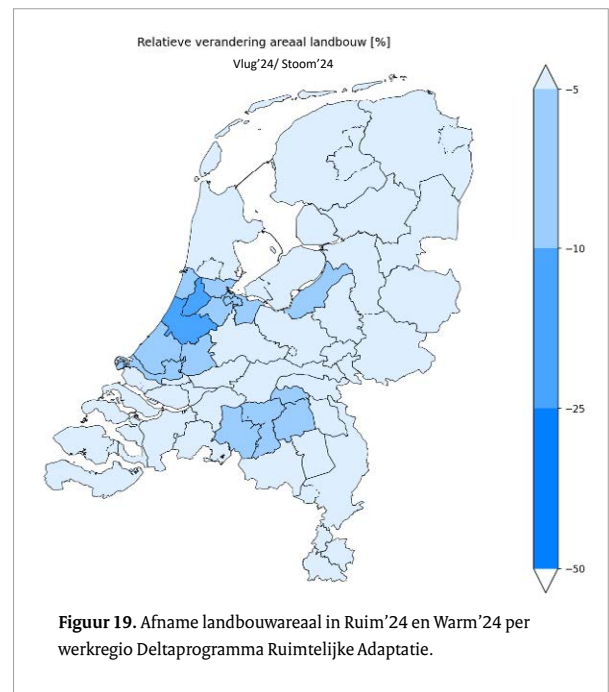 Relatieve verandering areaal landbouw [%]
Vlug'24/ Stoom'24
−5
−10
−25
−50
Figuur 19. Afname landbouwareaal in Ruim'24 en Warm'24 per
werkregio Deltaprogramma Ruimtelijke Adaptatie.